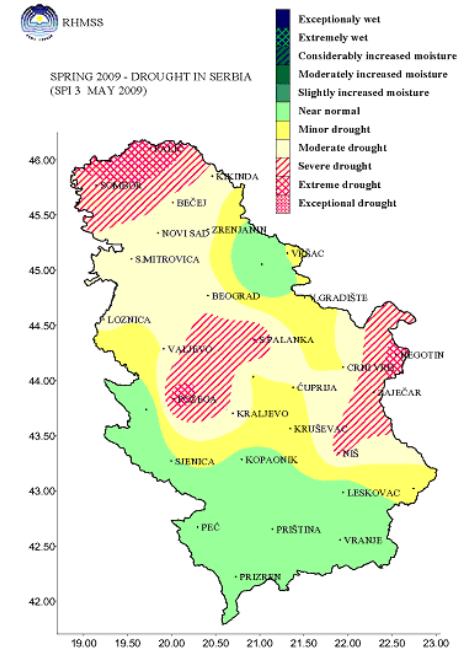 RHMSS
SPRING 2009 - DROUGHT IN SERBIA
(SPI 3 MAY 2009)
Exceptionaly wet
Extremely wet
Considerably increased moisture
Moderately increased moisture
Slightly increased moisture
Near normal
Minor drought
Moderate drought
Severe drought
Extreme drought
Exceptional drought
46.00
45.50
45.00
44.50
44.00
43.50
43.00
42.50
42.00
PALIĆ
SOMBOR
KIKINDA
BEČEJ
NOVI SAD
ZRENJANIN
VRŠAC
S.MITROVICA
BEOGRAD
V.GRADIŠTE
LOZNICA
VALJEVO
S.PALANKA
CRNI VRH
NEGOTIN
POŽEGA
ĆUPRIJA
ZAJEČAR
KRALJEVO
KRUŠEVAC
NIŠ
SJENICA
KOPAONIK
LESKOVAC
PEĆ
PRIŠTINA
VRANJE
PRIZREN
19.00 19.50 20.00 20.50 21.00 21.50 22.00 22.50 23.00